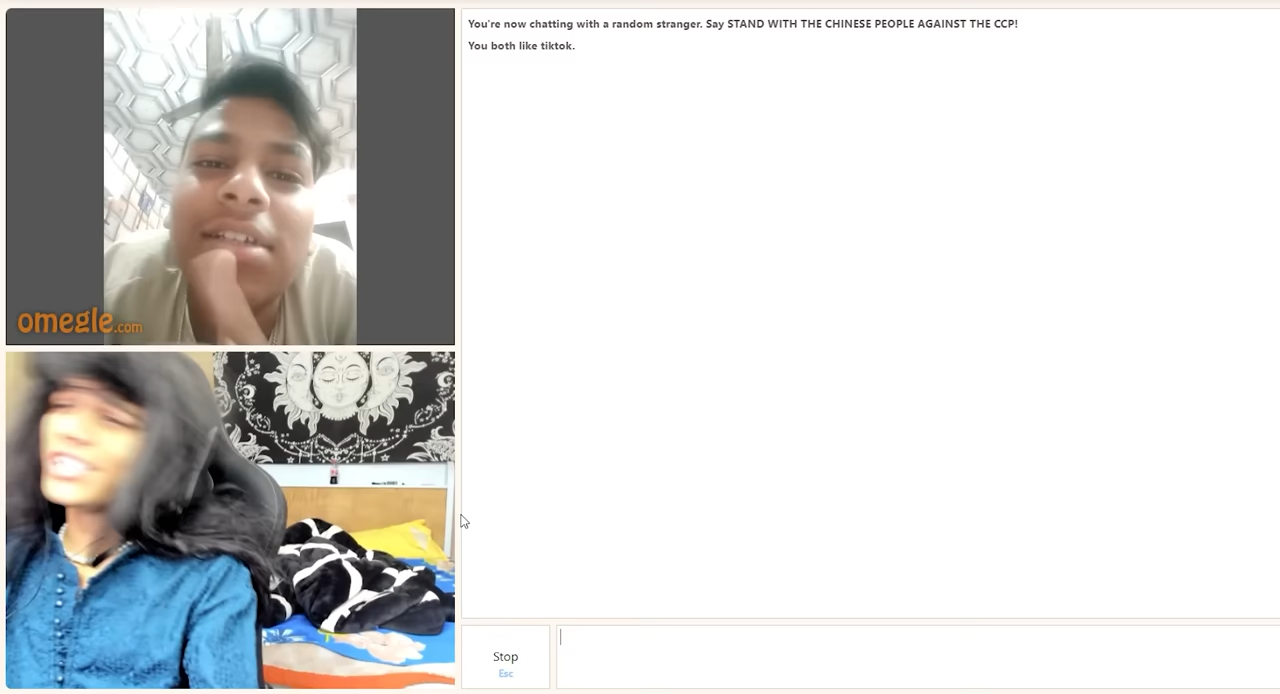 You're now chatting with a random stranger. Say STAND WITH THE CHINESE PEOPLE AGAINST THE CCP!
You both like tiktok.
omegle.com
Stop
Esc